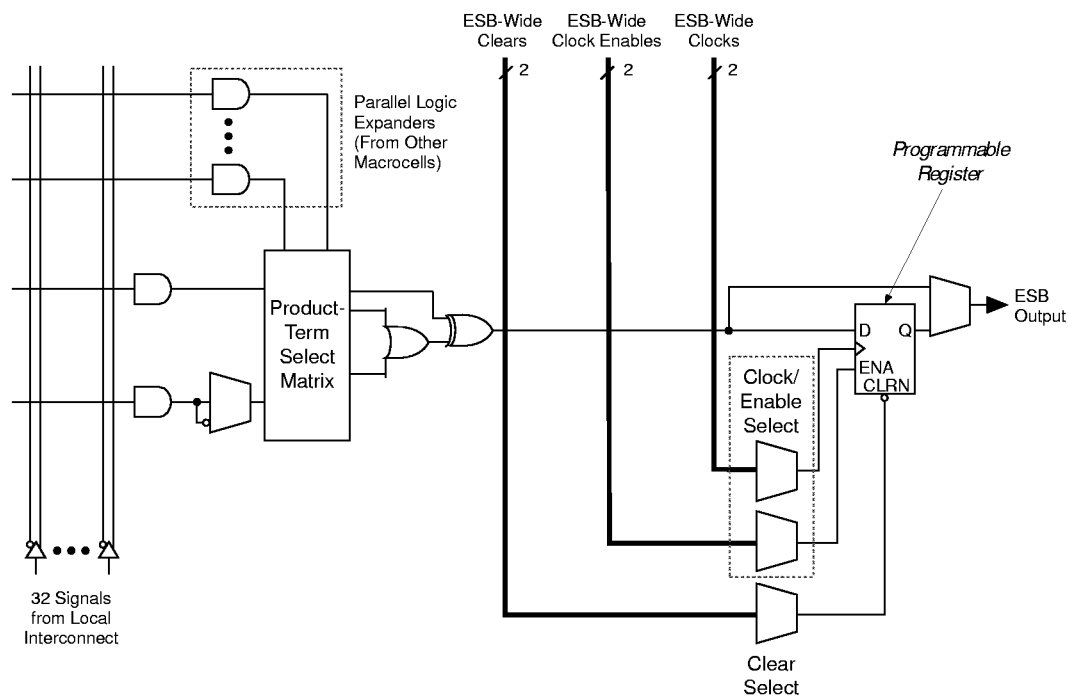 ESB-Wide
Clears
ESB-Wide
Clock Enables
ESB-Wide
Clocks
2
2
2
Parallel Logic
Expanders
(From Other
Macrocells)
Programmable
Register
Product-
Term
Select
Matrix
D
Q
ENA
CLRN
ESB
Output
Clock/
Enable
Select
32 Signals
from Local
Interconnect
Clear
Select